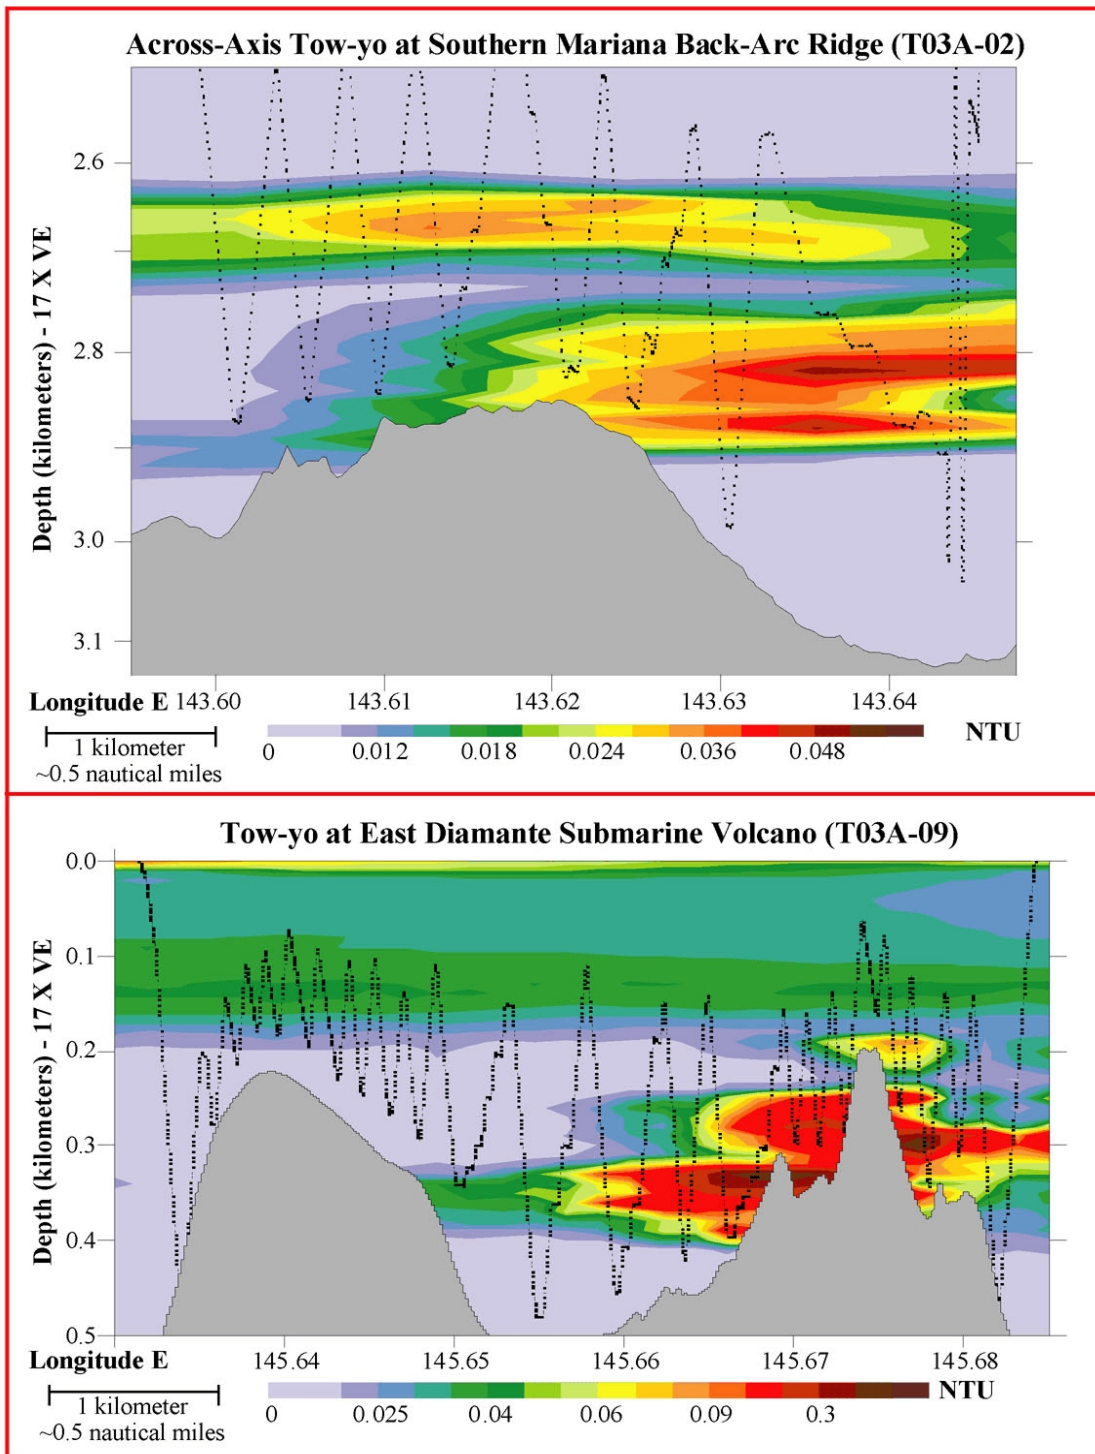 Across-Axis Tow-yo at Southern Mariana Back-Arc Ridge (T03A-02)
Depth (kilometers) - 17 X VE
2.6
2.8
3.0
3.1
Longitude E 143.60 143.61 143.62 143.63 143.64
1 kilometer
~0.5 nautical miles
0 0.012 0.018 0.024 0.036 0.048 NTU
Tow-yo at East Diamante Submarine Volcano (T03A-09)
Depth (kilometers) - 17 X VE
0.0
0.1
0.2
0.3
0.4
0.5
Longitude E 145.64 145.65 145.66 145.67 145.68
1 kilometer
~0.5 nautical miles
0 0.025 0.04 0.06 0.09 0.3 NTU